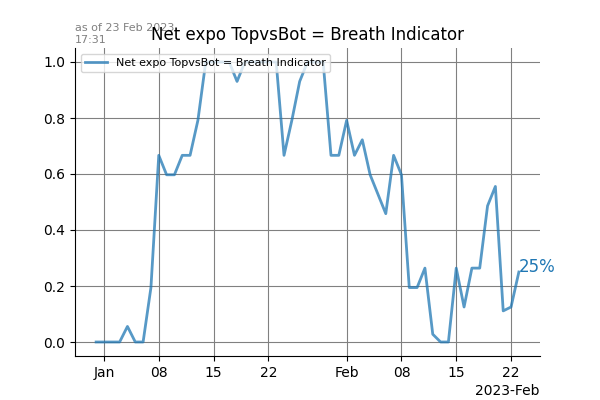 as of 23 Feb 2023
17:31
Net expo TopvsBot = Breath Indicator
Net expo TopvsBot = Breath Indicator
1.0
0.8
0.6
0.4
0.2
0.0
25%
Jan 08 15 22 Feb 08 15 22
2023-Feb